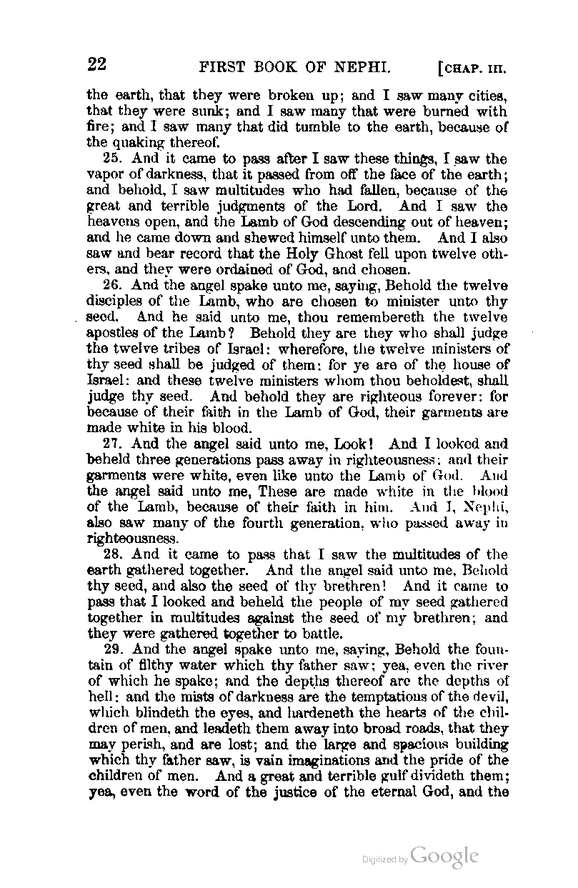 22 FIRST BOOK OF NEPHI. [CHAP. III.
the earth, that they were broken up; and I saw many cities,
that they were sunk; and I saw many that were burned with
fire; and I saw many that did tumble to the earth, because of
the quaking thereof.
25. And it came to pass after I saw these things, I saw the
vapor of darkness, that it passed from off the face of the earth;
and behold, I saw multitudes who had fallen, because of the
great and terrible judgments of the Lord. And I saw the
heavens open, and the Lamb of God descending out of heaven;
and he came down and shewed himself unto them. And I also
saw and bear record that the Holy Ghost fell upon twelve oth-
ers, and they were ordained of God, and chosen.
26. And the angel spake unto me, saying, Behold the twelve
disciples of the Lamb, who are chosen to minister unto thy
seed. And he said unto me, thou remembereth the twelve
apostles of the Lamb? Behold they are they who shall judge
the twelve tribes of Israel: wherefore, the twelve ministers of
thy seed shall be judged of them; for ye are of the house of
Israel: and these twelve ministers whom thou beholdest, shall
judge thy seed. And behold they are righteous forever: for
because of their faith in the Lamb of God, their garments are
made white in his blood.
27. And the angel said unto me, Look! And I looked and
beheld three generations pass away in righteousness; and their
garments were white, even like unto the Lamb of God. And
the angel said unto me, These are made white in the blood
of the Lamb, because of their faith in him. And I, Nephi,
also saw many of the fourth generation, who passed away in
righteousness.
28. And it came to pass that I saw the multitudes of the
earth gathered together. And the angel said unto me, Behold
thy seed, and also the seed of thy brethren! And it came to
pass that I looked and beheld the people of my seed gathered
together in multitudes against the seed of my brethren; and
they were gathered together to battle.
29. And the angel spake unto me, saying, Behold the foun-
tain of filthy water which thy father saw; yea, even the river
of which he spake; and the depths thereof are the depths of
hell: and the mists of darkness are the temptations of the devil,
which blindeth the eyes, and hardeneth the hearts of the chil-
dren of men, and leadeth them away into broad roads, that they
may perish, and are lost; and the large and spacious building
which thy father saw, is vain imaginations and the pride of the
children of men. And a great and terrible gulf divideth them;
yea, even the word of the justice of the eternal God, and the
Digitized by Google